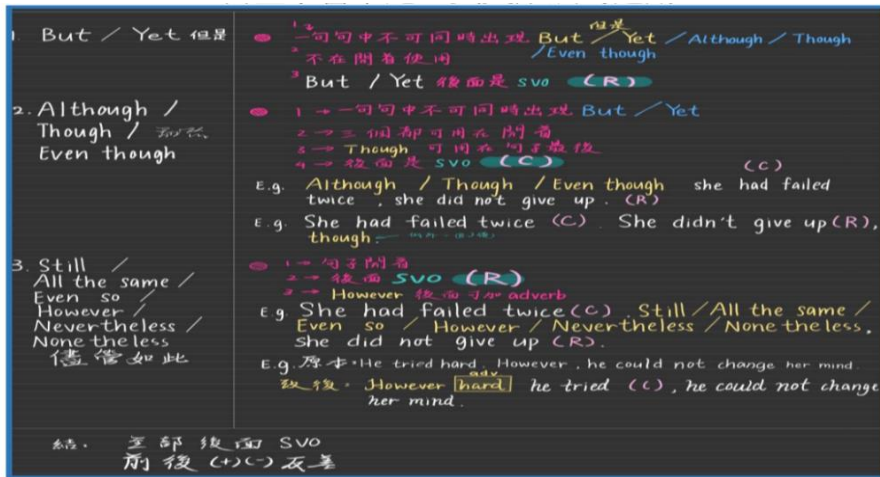 1. But / Yet 但是
一句句中不可同時出現 But / Yet / Although / Though / Even though
但是
2 不在開首使用
3 But / Yet 後面是 SVO (R)
2. Although /
Though / 雖然
Even though
1 → 一句句中不可同時出現 But / Yet
2 → 三個都可用在開首
3 → Though 可用在句子最後
4 → 後面是 SVO (C)
(C)
E.g. Although / Though / Even though she had failed
twice , she did not give up . (R)
E.g. She had failed twice (C) . She didn't give up (R),
though.
3. Still /
All the same /
Even so /
However /
Nevertheless /
None the less
儘管如此
1 → 句子開首
2 → 後面 SVO (R)
3 → However 後面可加 adverb
E.g. She had failed twice (C) . Still / All the same /
Even so / However / Nevertheless / None the less,
she did not give up (R).
E.g. 原本 · He tried hard. However, he could not change her mind.
adv
改後 · However hard he tried (C) , he could not change
her mind.
結. 全部後面 SVO
前後 (+)(-) 反差